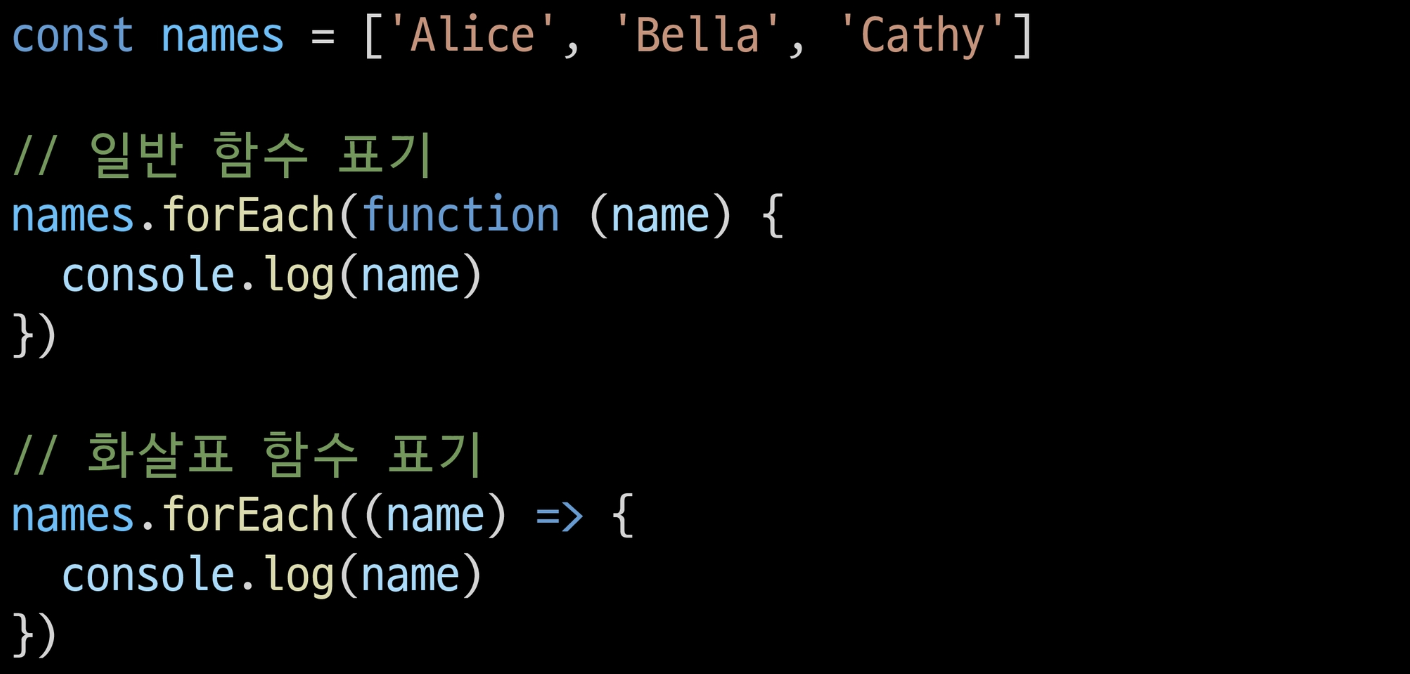 const names = ['Alice', 'Bella', 'Cathy']
// 일반 함수 표기
names.forEach(function (name) {
  console.log(name)
})
// 화살표 함수 표기
names.forEach((name) => {
  console.log(name)
})